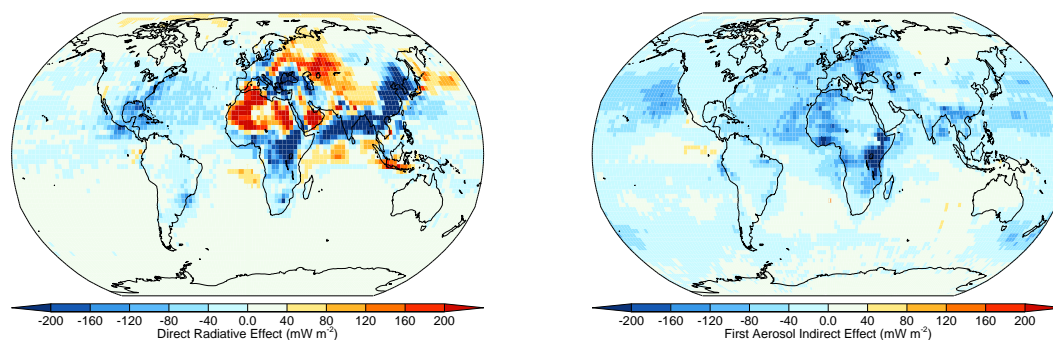 -200 -160 -120 -80 -40 0.0 40 80 120 160 200
Direct Radiative Effect (mW m-2)
-200 -160 -120 -80 -40 0.0 40 80 120 160 200
First Aerosol Indirect Effect (mW m-2)